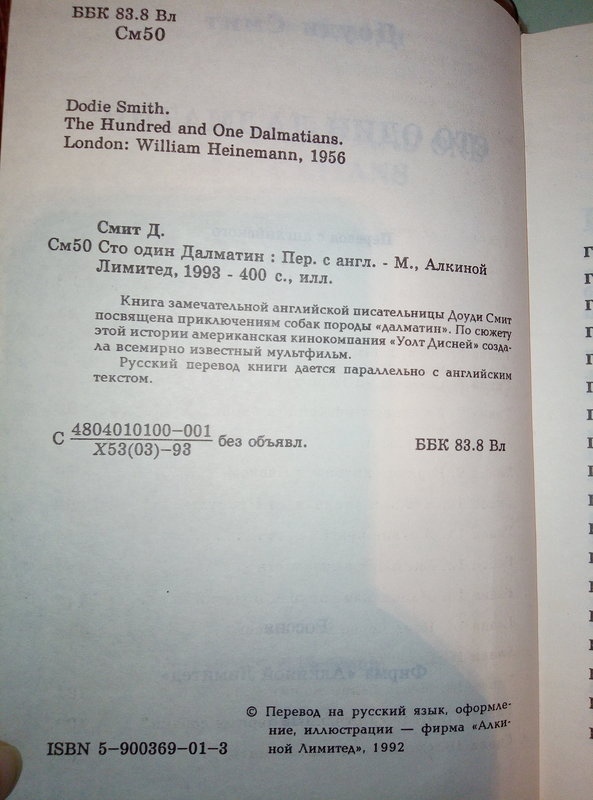 ББК 83.8 Вл
См50
Dodie Smith.
The Hundred and One Dalmatians.
London: William Heinemann, 1956
Смит Д.
См50 Сто один Далматин : Пер. с англ. - М., Алкиной
Лимитед, 1993 - 400 с., илл.
Книга замечательной английской писательницы Доуди Смит
посвящена приключениям собак породы «далматин». По сюжету
этой истории американская кинокомпания «Уолт Дисней» созда-
ла всемирно известный мультфильм.
Русский перевод книги дается параллельно с английским
текстом.
С 4804010100–001
Х53(03)–93 без объявл.
ББК 83.8 Вл
© Перевод на русский язык, оформле-
ние, иллюстрации — фирма «Алки-
ной Лимитед», 1992
ISBN 5–900369–01–3